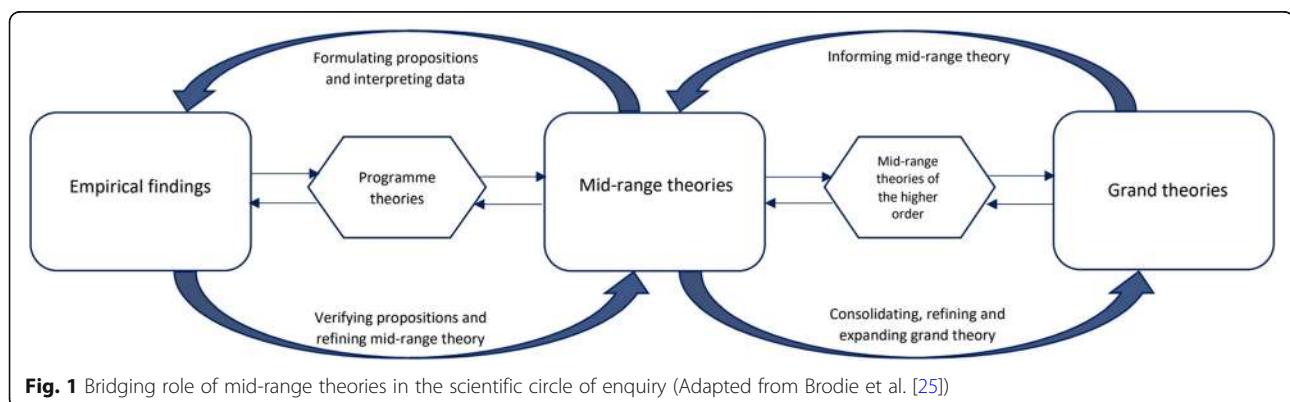 Formulating propositions
and interpreting data
Informing mid-range theory
Empirical findings
Programme
theories
Mid-range theories
Mid-range
theories of
the higher
order
Grand theories
Verifying propositions and
refining mid-range theory
Consolidating, refining and
expanding grand theory
Fig. 1 Bridging role of mid-range theories in the scientific circle of enquiry (Adapted from Brodie et al. [25])